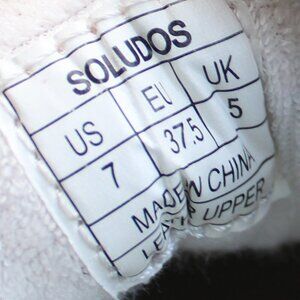 SOLUDOS
US EU UK
7 37.5 5
MADE IN CHINA
UPPER